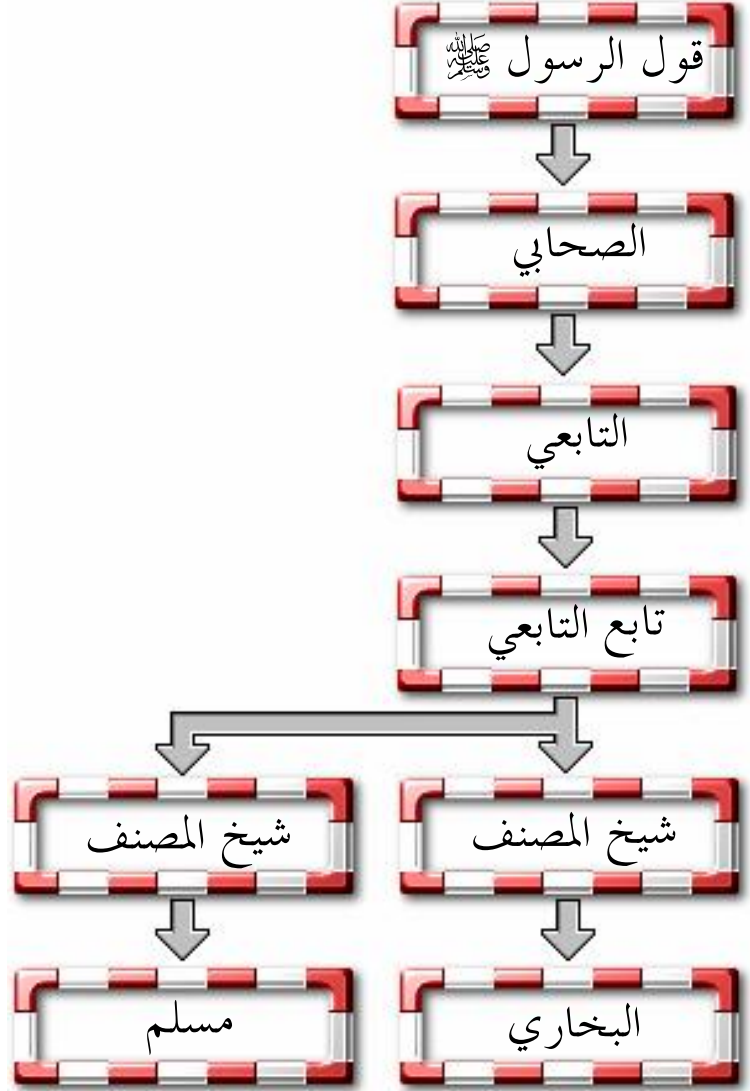 قول الرسول ﷺ
الصحابي
التابعي
تابع التابعي
شيخ المصنف
شيخ المصنف
البخاري
مسلم